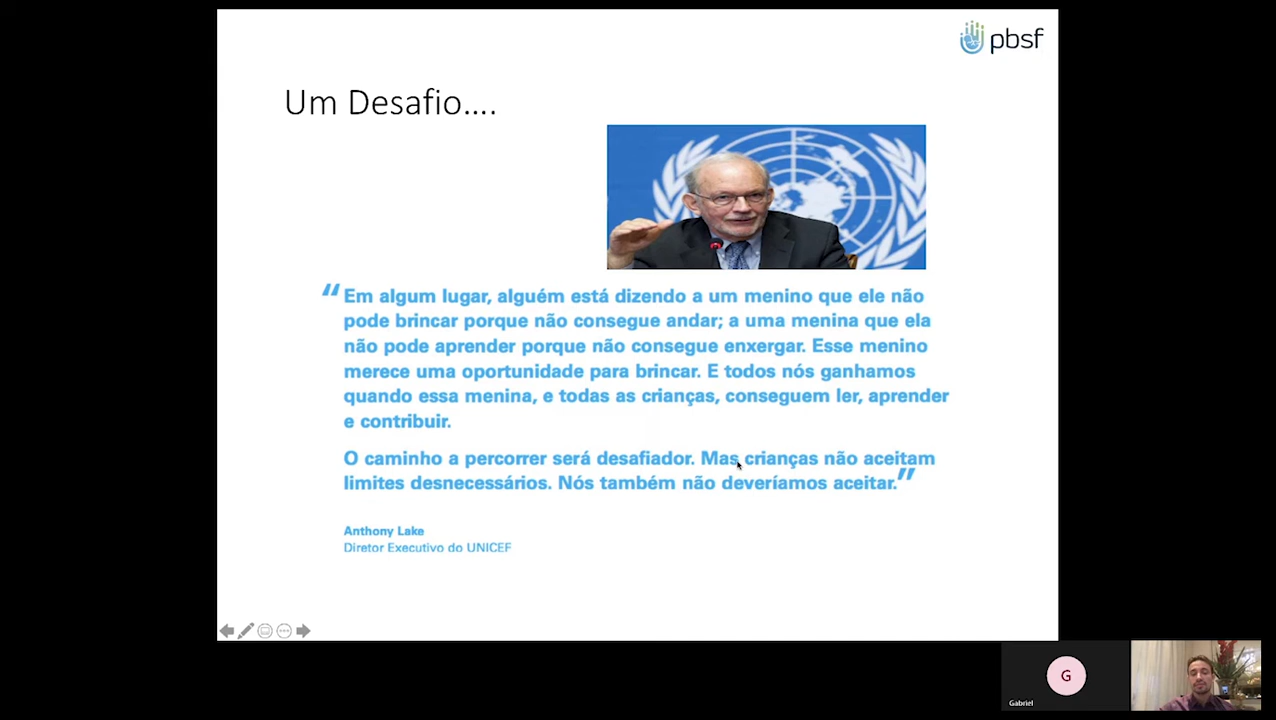 pbsf
Um Desafio....
“ Em algum lugar, alguém está dizendo a um menino que ele não
pode brincar porque não consegue andar; a uma menina que ela
não pode aprender porque não consegue enxergar. Esse menino
merece uma oportunidade para brincar. E todos nós ganhamos
quando essa menina, e todas as crianças, conseguem ler, aprender
e contribuir.
O caminho a percorrer será desafiador. Mas crianças não aceitam
limites desnecessários. Nós também não deveríamos aceitar.”
Anthony Lake
Diretor Executivo do UNICEF
G
Gabriel